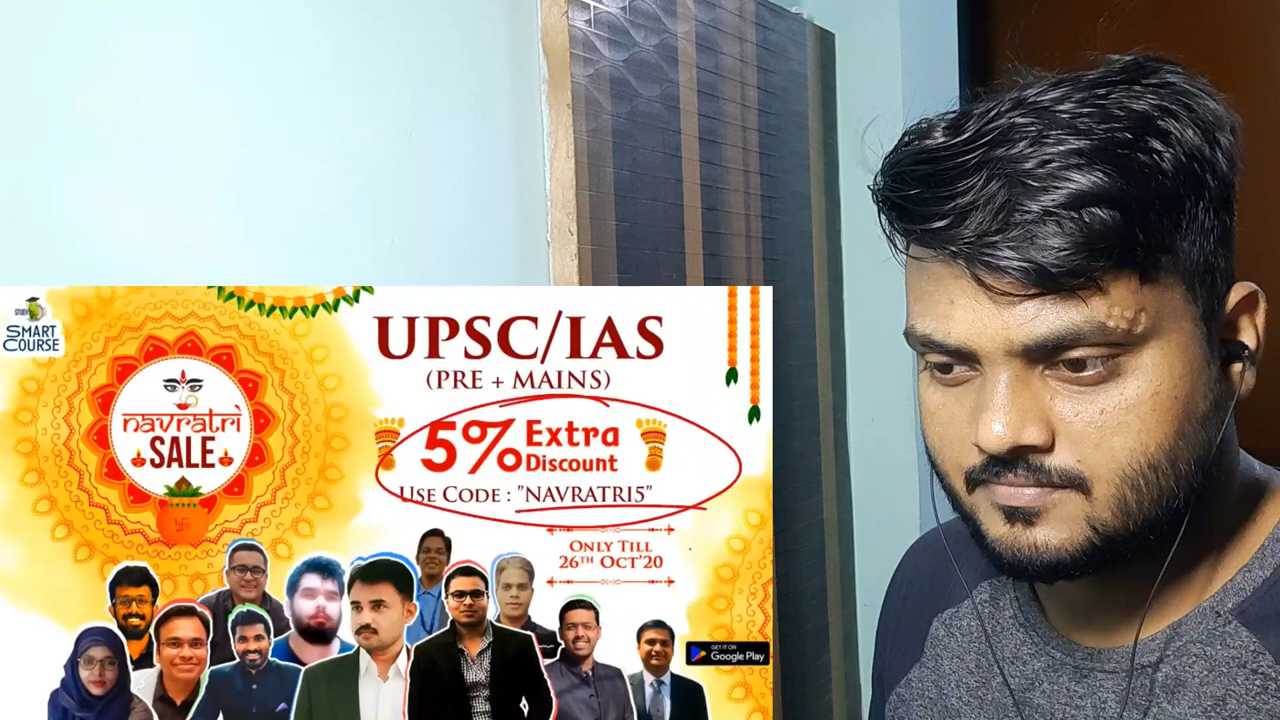 STUDY
SMART
COURSE
navratri
SALE
UPSC/IAS
(PRE + MAINS)
5% Extra
Discount
USE CODE : "NAVRATRI5"
ONLY TILL
26TH OCT'20
GET IT ON
Google Play